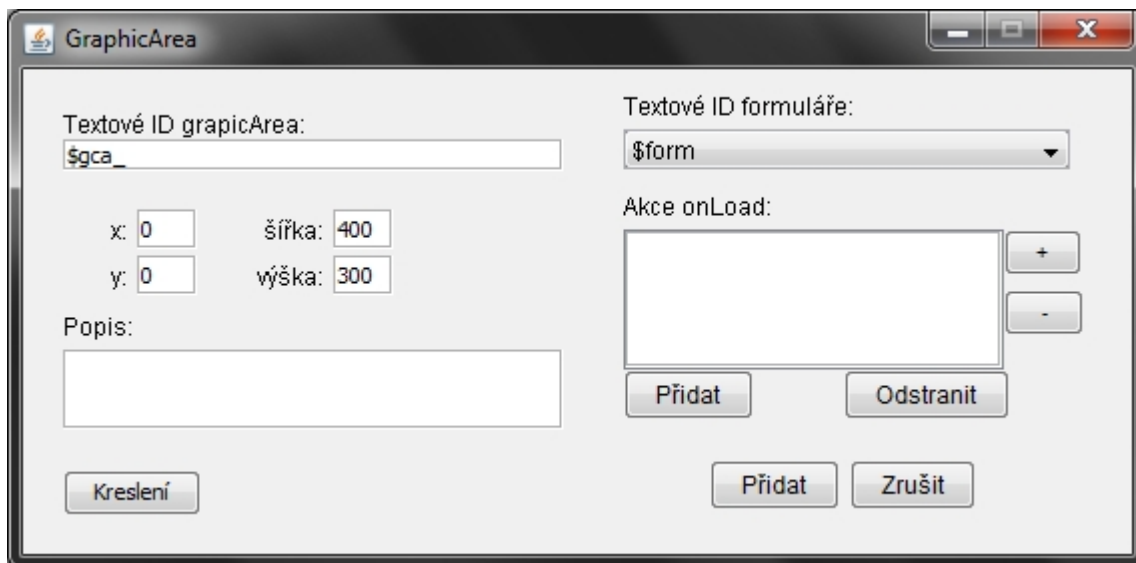 GraphicArea
Textové ID grapicArea:
$gca_
x: 0 šířka: 400
y: 0 výška: 300
Popis:
Kreslení
Textové ID formuláře:
$form
Akce onLoad:
+
-
Přidat Odstranit
Přidat Zrušit